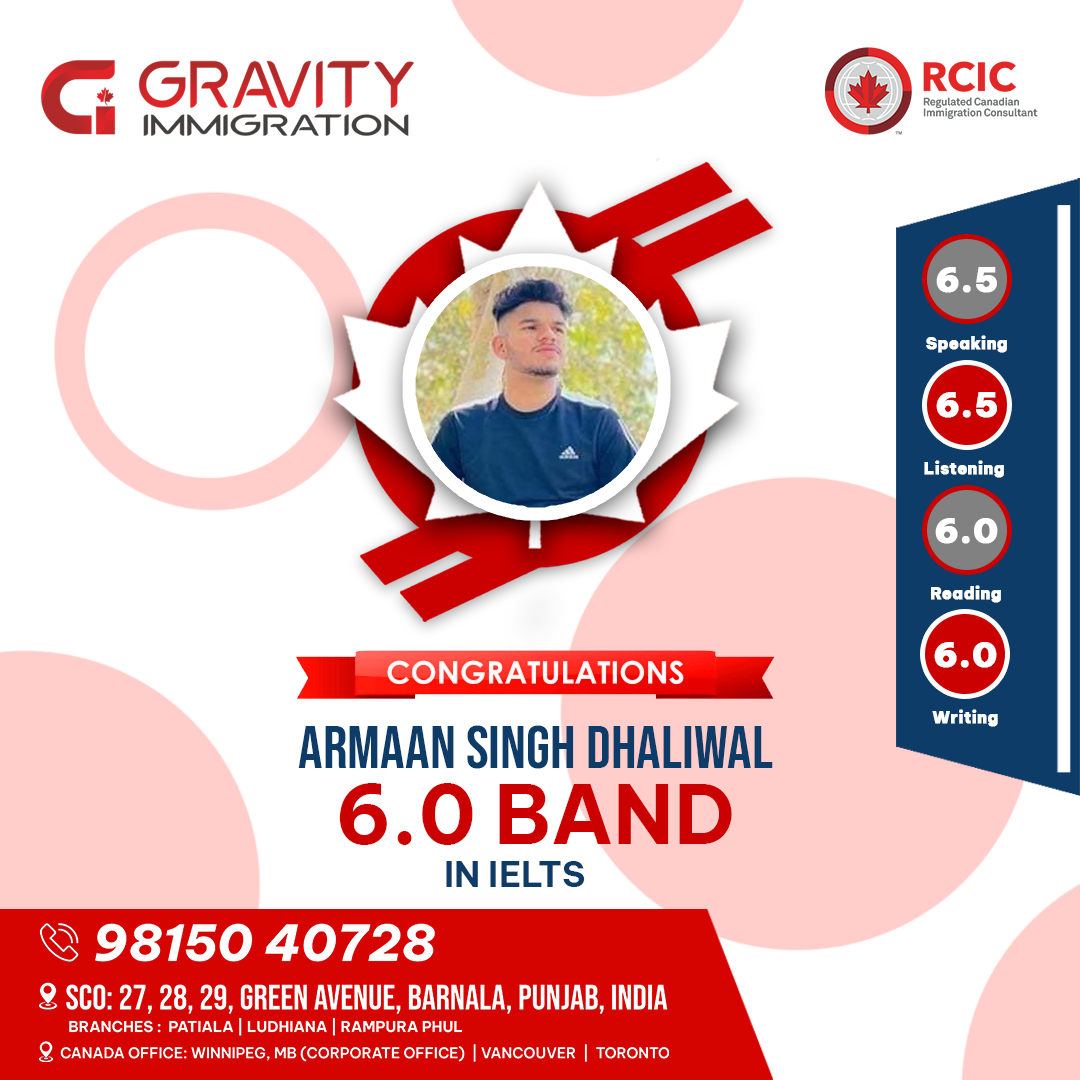 GRAVITY
IMMIGRATION
RCIC
Regulated Canadian
Immigration Consultant
TM
6.5
Speaking
6.5
Listening
6.0
Reading
6.0
Writing
adidas
CONGRATULATIONS
ARMAAN SINGH DHALIWAL
6.0 BAND
IN IELTS
98150 40728
SCO: 27, 28, 29, GREEN AVENUE, BARNALA, PUNJAB, INDIA
BRANCHES : PATIALA | LUDHIANA | RAMPURA PHUL
CANADA OFFICE: WINNIPEG, MB (CORPORATE OFFICE) | VANCOUVER | TORONTO